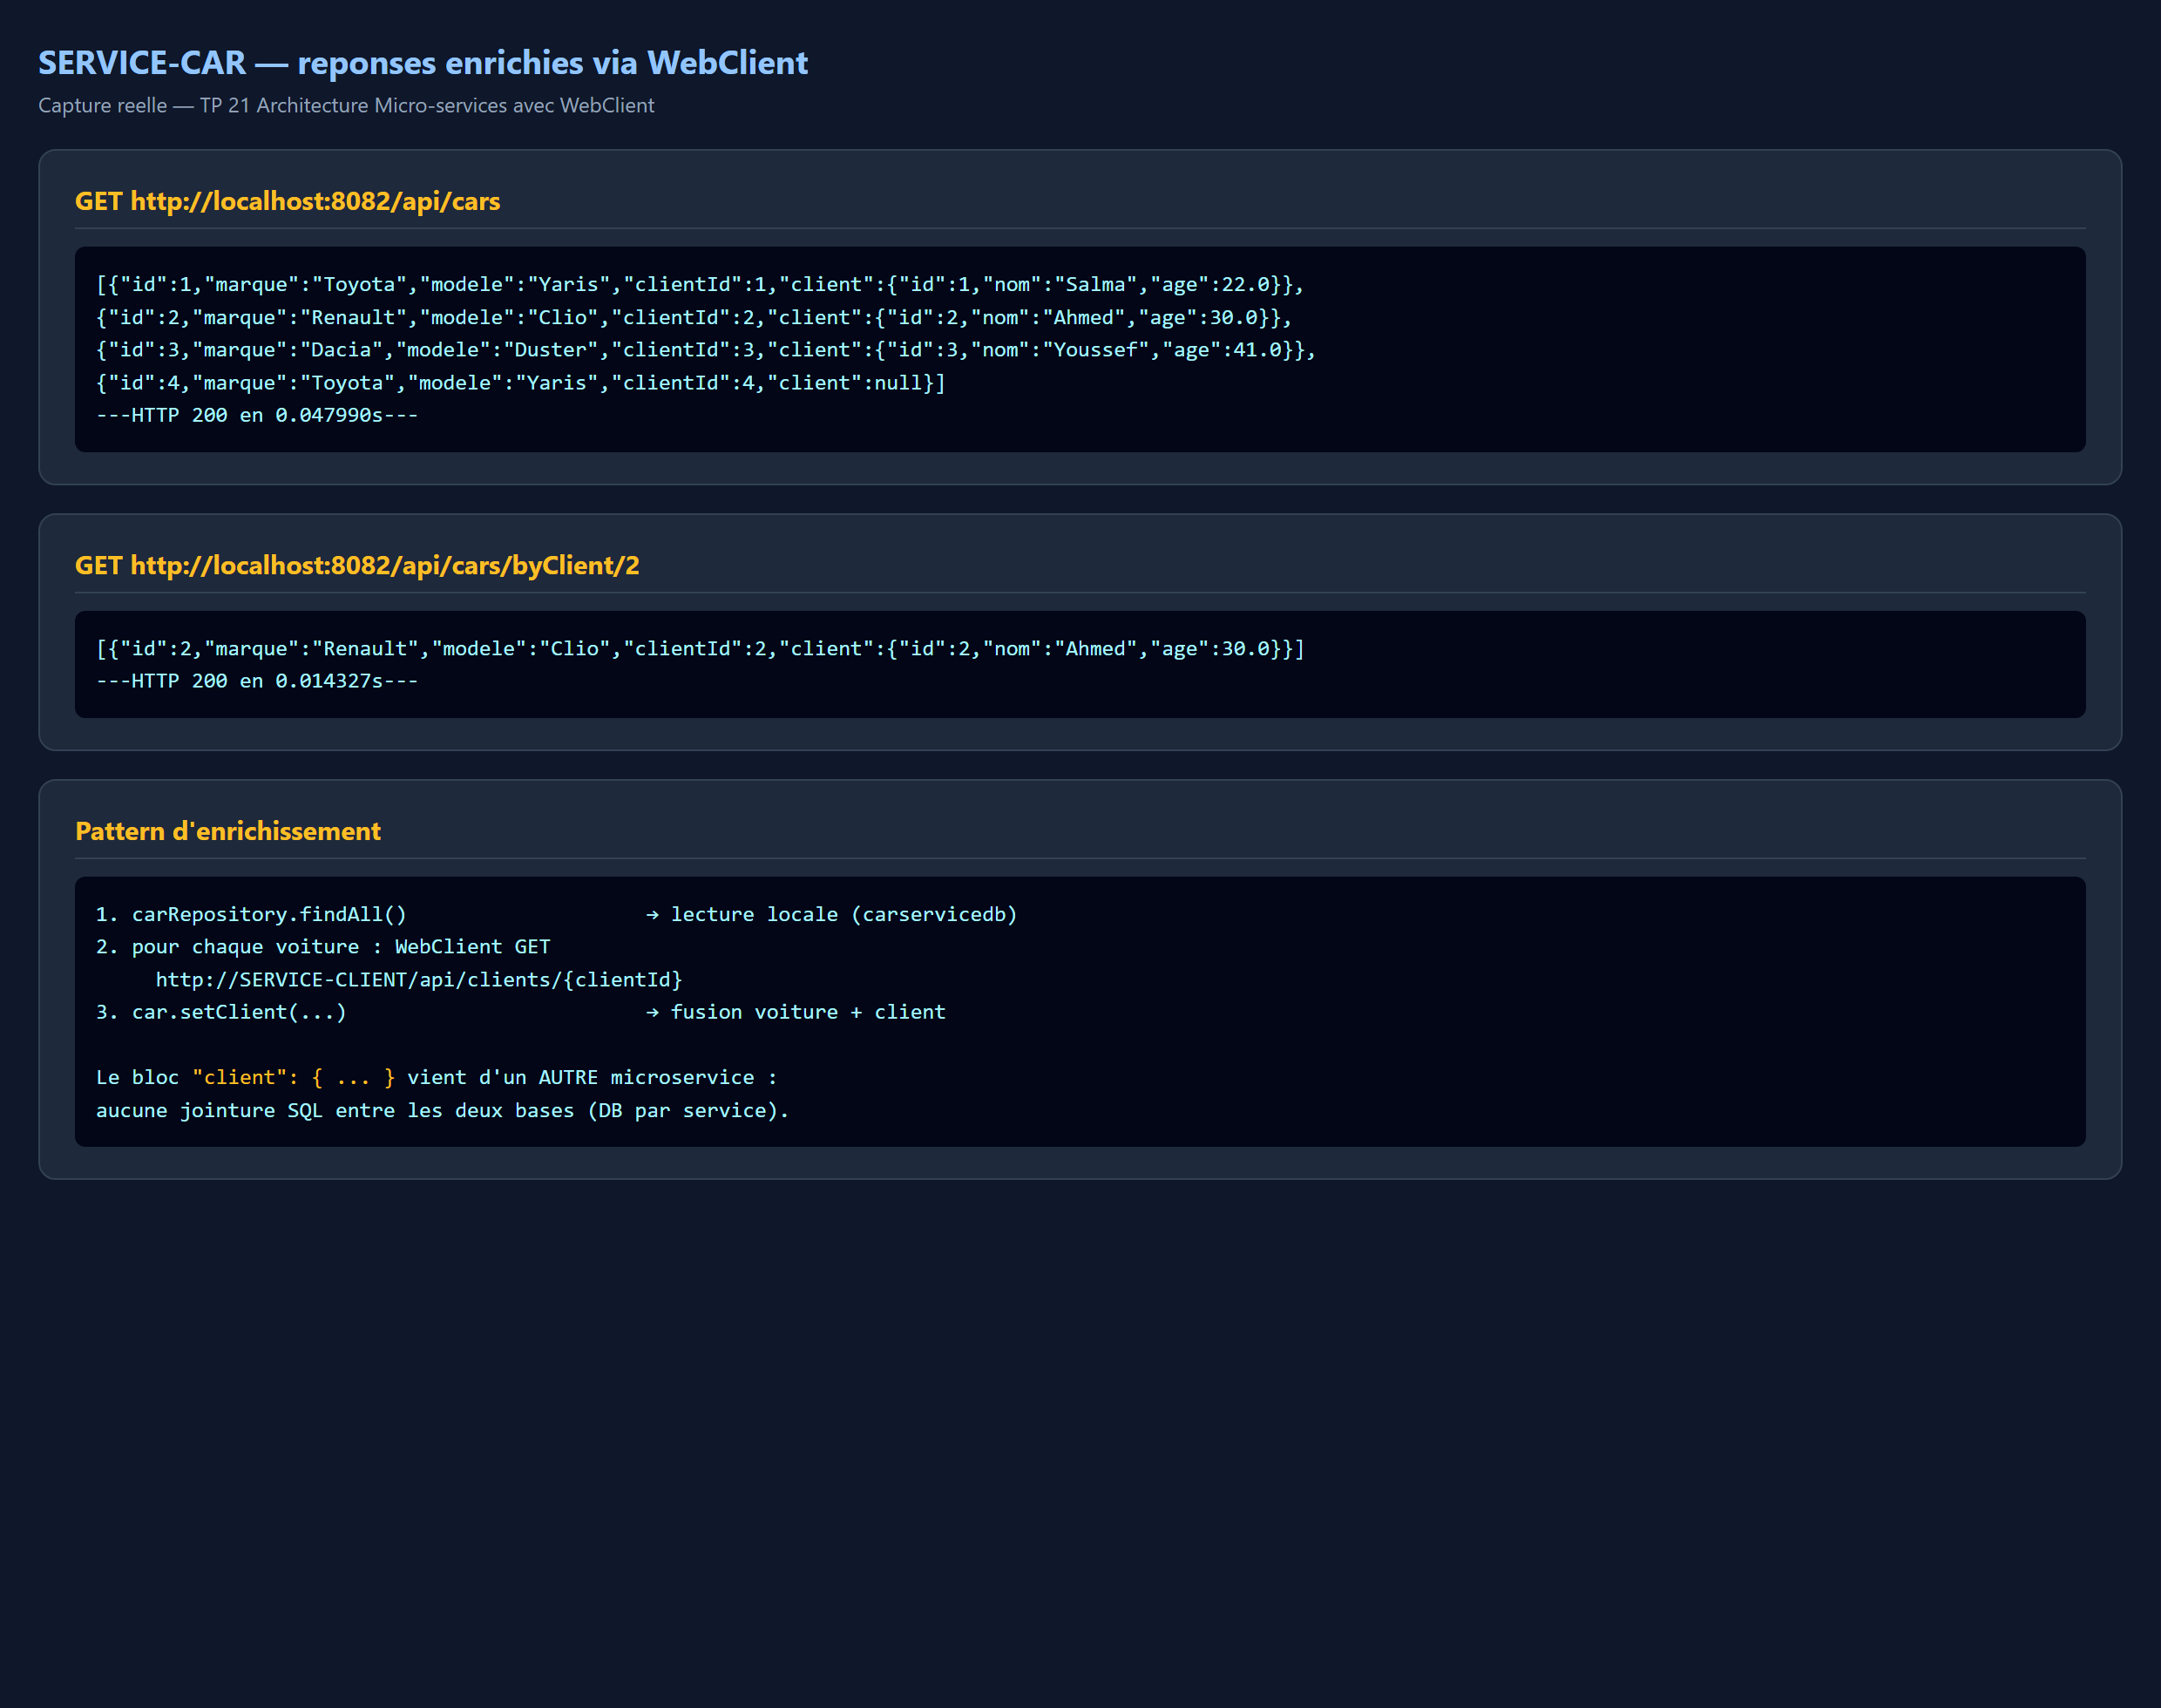 SERVICE-CAR — reponses enrichies via WebClient
Capture reelle — TP 21 Architecture Micro-services avec WebClient
GET http://localhost:8082/api/cars
[{"id":1,"marque":"Toyota","modele":"Yaris","clientId":1,"client":{"id":1,"nom":"Salma","age":22.0}},
{"id":2,"marque":"Renault","modele":"Clio","clientId":2,"client":{"id":2,"nom":"Ahmed","age":30.0}},
{"id":3,"marque":"Dacia","modele":"Duster","clientId":3,"client":{"id":3,"nom":"Youssef","age":41.0}},
{"id":4,"marque":"Toyota","modele":"Yaris","clientId":4,"client":null}]
---HTTP 200 en 0.047990s---
GET http://localhost:8082/api/cars/byClient/2
[{"id":2,"marque":"Renault","modele":"Clio","clientId":2,"client":{"id":2,"nom":"Ahmed","age":30.0}}]
---HTTP 200 en 0.014327s---
Pattern d'enrichissement
1. carRepository.findAll() → lecture locale (carservicedb)
2. pour chaque voiture : WebClient GET
http://SERVICE-CLIENT/api/clients/{clientId}
3. car.setClient(...) → fusion voiture + client
Le bloc "client": { ... } vient d'un AUTRE microservice :
aucune jointure SQL entre les deux bases (DB par service).